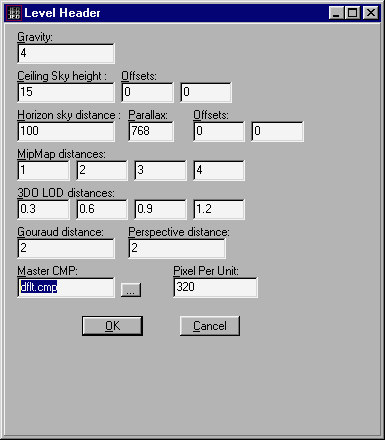 Level Header
Gravity:
4
Ceiling Sky height : Offsets:
15 0 0
Horizon sky distance : Parallax: Offsets:
100 768 0 0
MipMap distances:
1 2 3 4
3DO LOD distances:
0.3 0.6 0.9 1.2
Gouraud distance: Perspective distance:
2 2
Master CMP: Pixel Per Unit:
dflt.cmp ... 320
OK Cancel